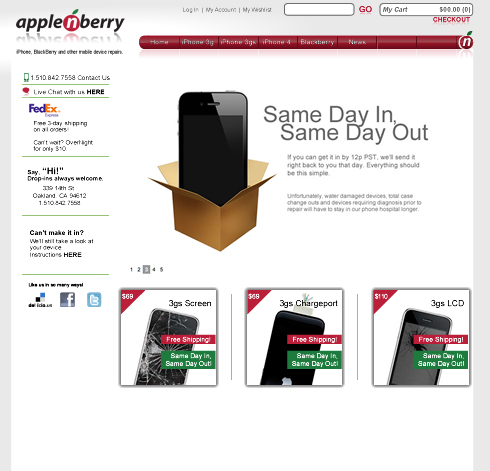 applenberry
iPhone, BlackBerry and other mobile device repairs.
Log In | My Account | My Wishlist
GO
My Cart $00.00 (0)
CHECKOUT
Home iPhone 3g iPhone 3gs iPhone 4 Blackberry News
n
1.510.842.7558 Contact Us
Live Chat with us HERE
FedEx
Express
Free 3-day shipping
on all orders!
Can't wait? Overnight
for only $10.
Say, "Hi!"
Drop-ins always welcome.
339 14th St
Oakland, CA 94612
1.510.842.7558
Can't make it in?
We'll still take a look at
your device
Instructions HERE
Like us in so many ways!
del.icio.us
Same Day In,
Same Day Out
If you can get it in by 12p PST, we'll send it
right back to you that day. Everything should
be this simple.
Unfortunately, water damaged devices, total case
change outs and devices requiring diagnosis prior to
repair will have to stay in our phone hospital longer.
1 2 3 4 5
$69
3gs Screen
Free Shipping!
Same Day In,
Same Day Out!
$69
3gs Chargeport
Free Shipping!
Same Day In,
Same Day Out!
$110
3gs LCD
Free Shipping!
Same Day In,
Same Day Out!